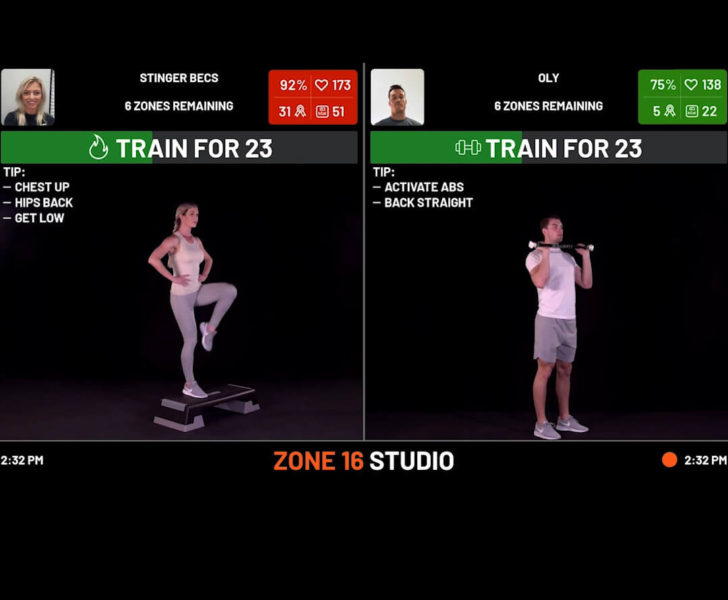 STINGER BECS
6 ZONES REMAINING
92% 173
31 51
TRAIN FOR 23
TIP:
– CHEST UP
– HIPS BACK
– GET LOW
OLY
6 ZONES REMAINING
75% 138
5 22
TRAIN FOR 23
TIP:
– ACTIVATE ABS
– BACK STRAIGHT
2:32 PM
ZONE 16 STUDIO
2:32 PM